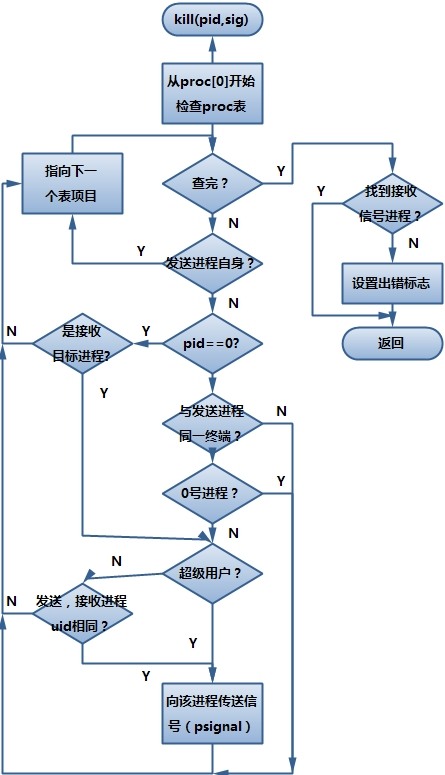 kill(pid,sig)
从proc[0]开始
检查proc表
指向下一
个表项目
查完？
Y
N
找到接收
信号进程？
Y
N
设置出错标志
返回
发送进程自身？
Y
N
pid==0?
Y
是接收
目标进程?
N
Y
与发送进程
同一终端？
N
0号进程？
Y
N
超级用户？
N
Y
发送，接收进程
uid相同？
N
Y
向该进程传送信
号（psignal）